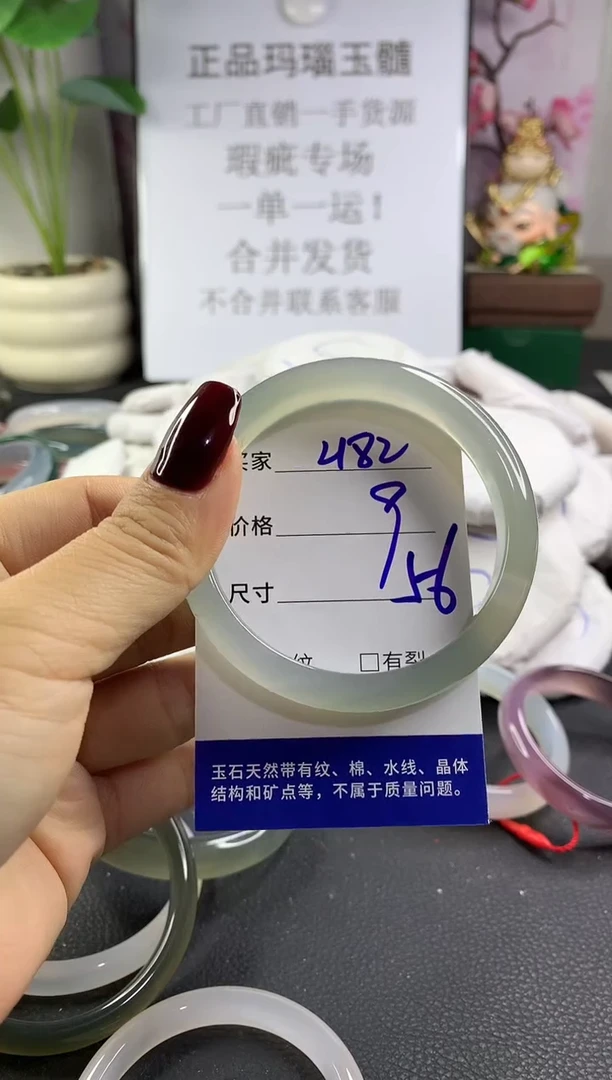 正品玛瑙玉髓
工厂直销一手货源
瑕疵专场
一单一运！
合并发货
不合并联系客服
买家 482
价格 9
尺寸 56
纹 □有裂
玉石天然带有纹、棉、水线、晶体
结构和矿点等，不属于质量问题。